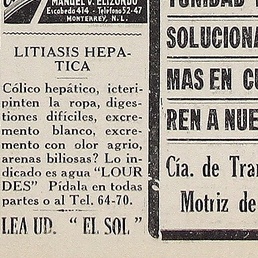 MANUEL V. ELIZONDO
Escobedo 414 - Teléfono 52-47
MONTERREY, N. L.
LITIASIS HEPA-
TICA
Cólico hepático, icteri-
pinten la ropa, diges-
tiones difíciles, excre-
mento blanco, excre-
mento con olor agrio,
arenas biliosas? Lo in-
dicado es agua "LOUR
DES" Pídala en todas
partes o al Tel. 64-70.
LEA UD. " EL SOL "
SOLUCIONA
MAS EN CU
REN A NUE
Cía. de Tran
Motriz de